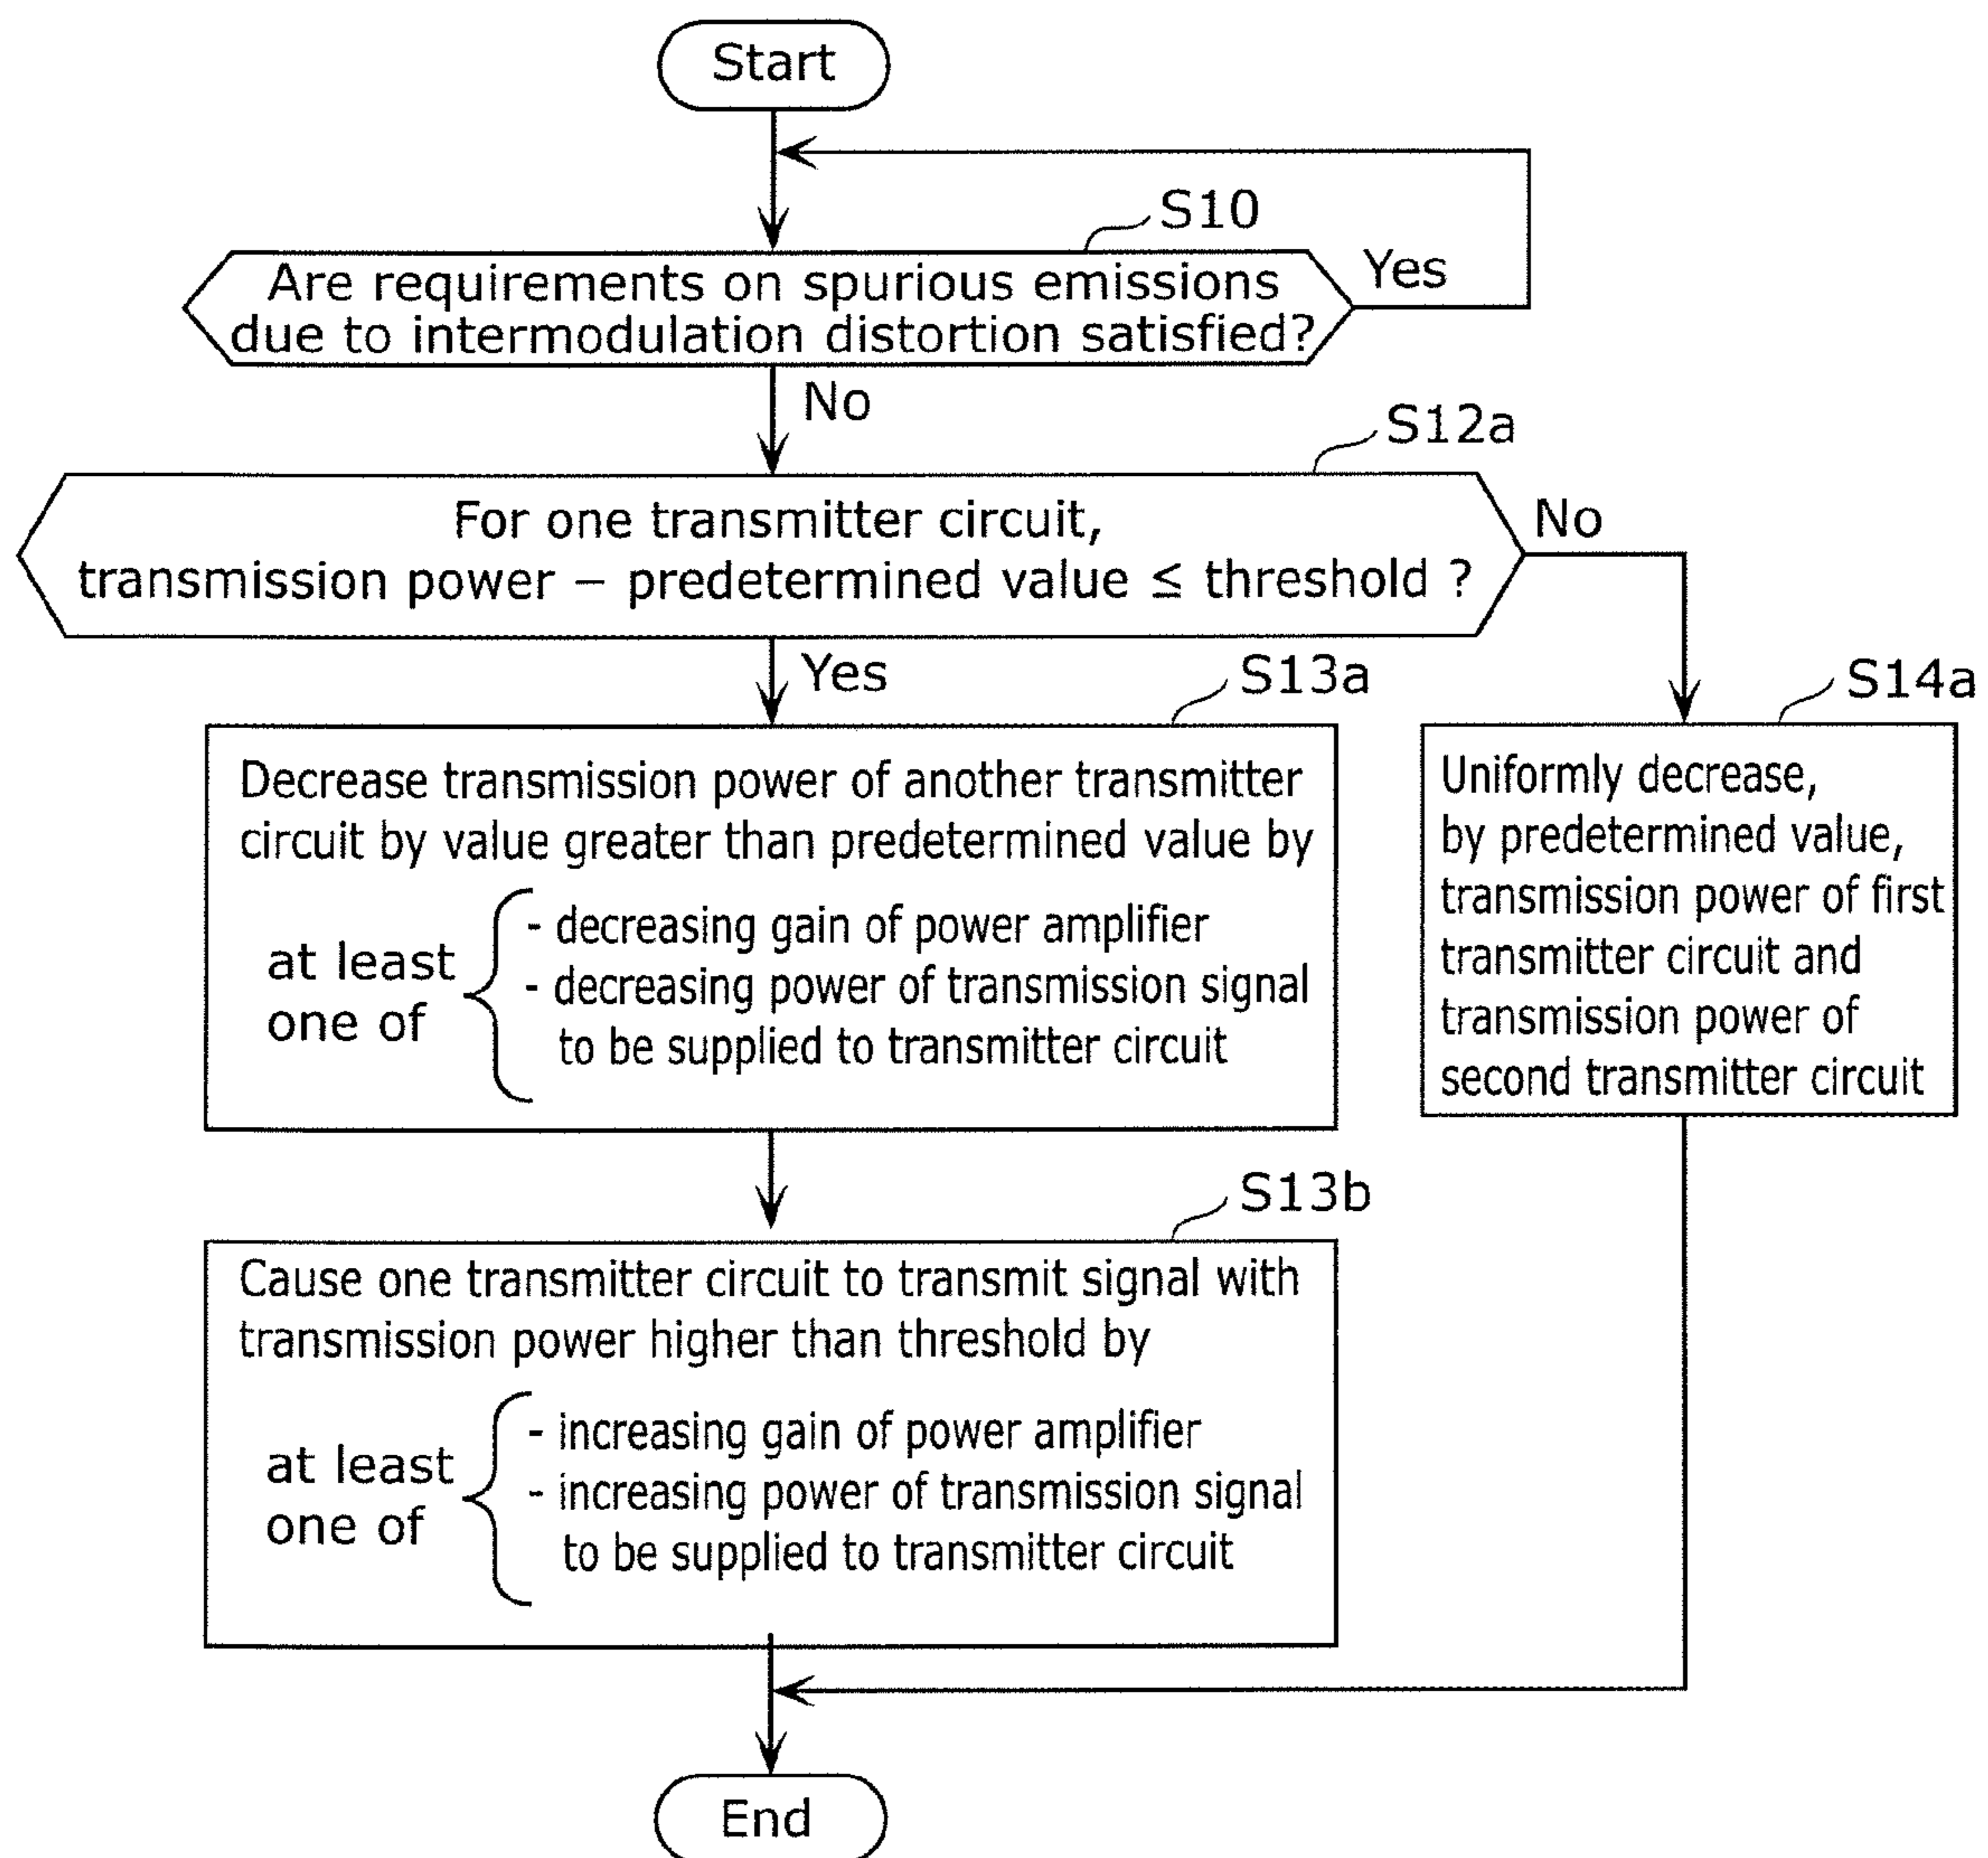 Start
S10
Are requirements on spurious emissions
due to intermodulation distortion satisfied?
Yes
No
S12a
For one transmitter circuit,
transmission power – predetermined value ≤ threshold ?
No
Yes
S13a
Decrease transmission power of another transmitter
circuit by value greater than predetermined value by
at least
one of
- decreasing gain of power amplifier
- decreasing power of transmission signal
to be supplied to transmitter circuit
S14a
Uniformly decrease,
by predetermined value,
transmission power of first
transmitter circuit and
transmission power of
second transmitter circuit
S13b
Cause one transmitter circuit to transmit signal with
transmission power higher than threshold by
at least
one of
- increasing gain of power amplifier
- increasing power of transmission signal
to be supplied to transmitter circuit
End